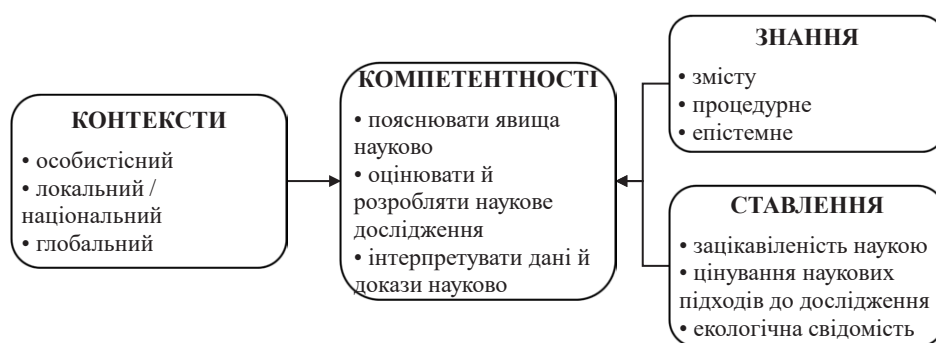 КОНТЕКСТИ
• особистісний
• локальний /
національний
• глобальний
КОМПЕТЕНТНОСТІ
• пояснювати явища
науково
• оцінювати й
розробляти наукове
дослідження
• інтерпретувати дані й
докази науково
ЗНАННЯ
• змісту
• процедурне
• епістемне
СТАВЛЕННЯ
• зацікавіленість наукою
• цінування наукових
підходів до дослідження
• екологічна свідомість